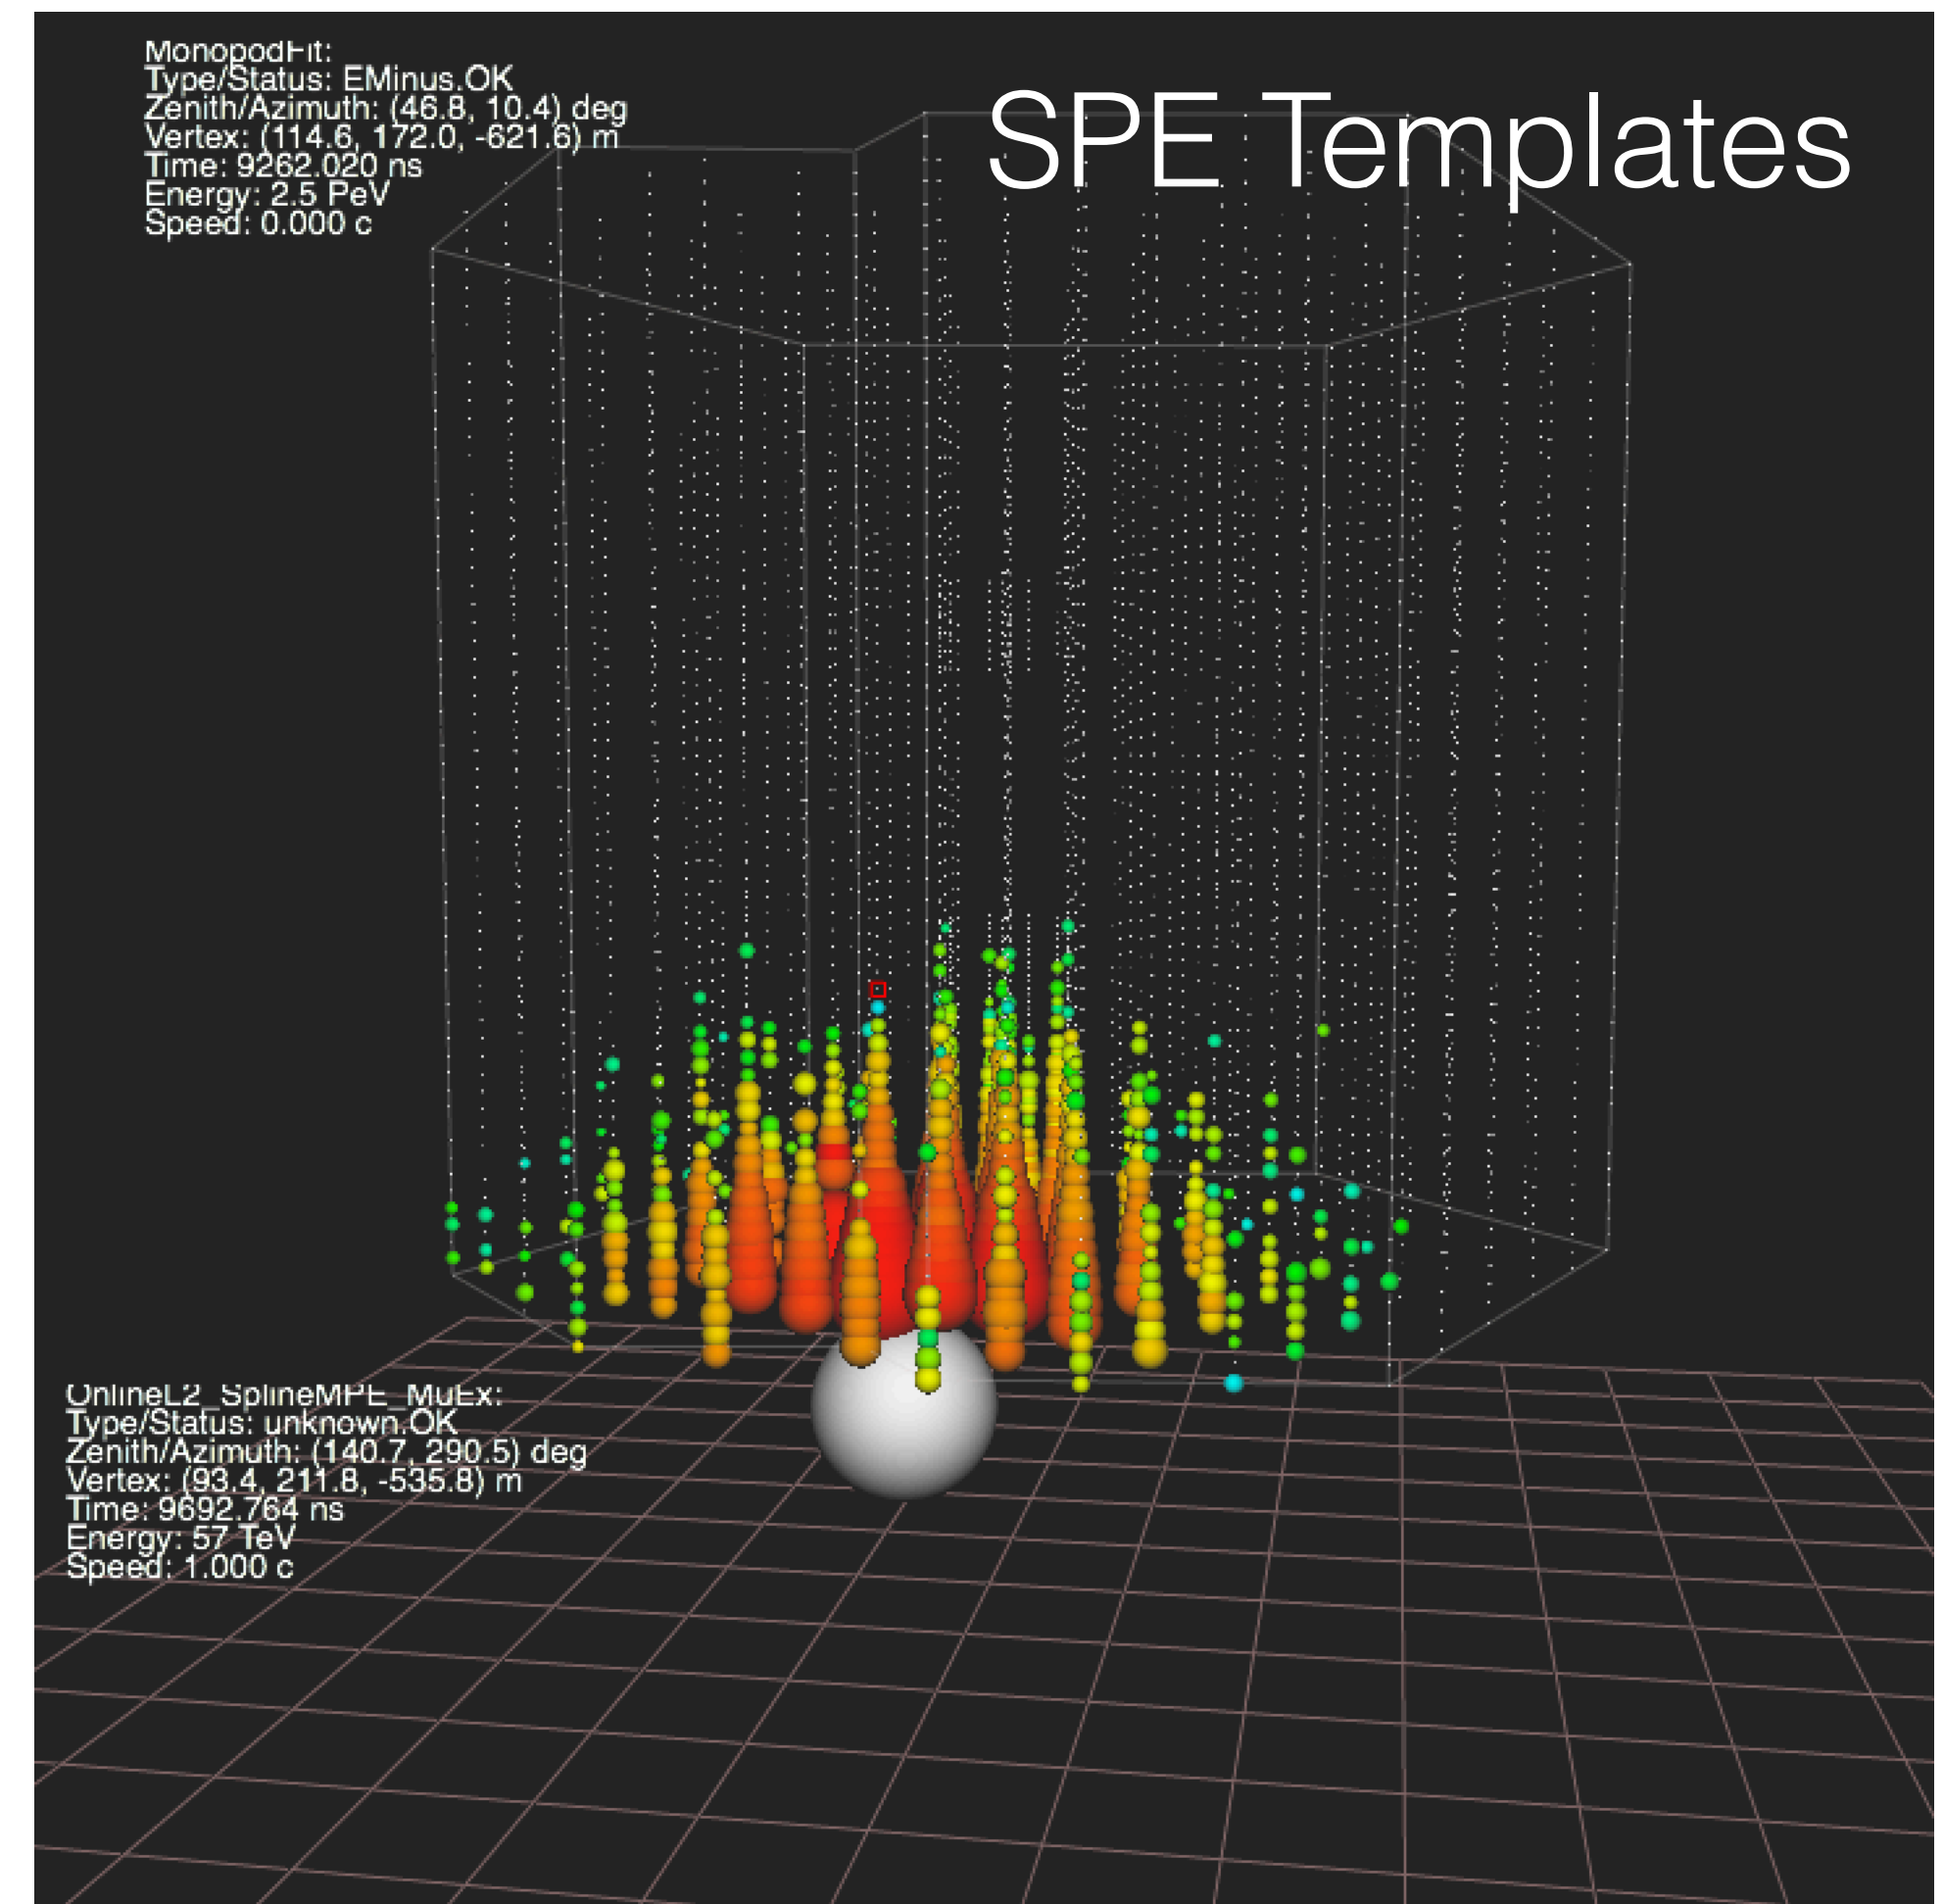 MonopodFit:
Type/Status: EMinus.OK
Zenith/Azimuth: (46.8, 10.4) deg
Vertex: (114.6, 172.0, -621.6) m
Time: 9262.020 ns
Energy: 2.5 PeV
Speed: 0.000 c
SPE Templates
OnlineL2_SplineMPE_MuEx:
Type/Status: unknown.OK
Zenith/Azimuth: (140.7, 290.5) deg
Vertex: (93.4, 211.8, -535.8) m
Time: 9692.764 ns
Energy: 57 TeV
Speed: 1.000 c